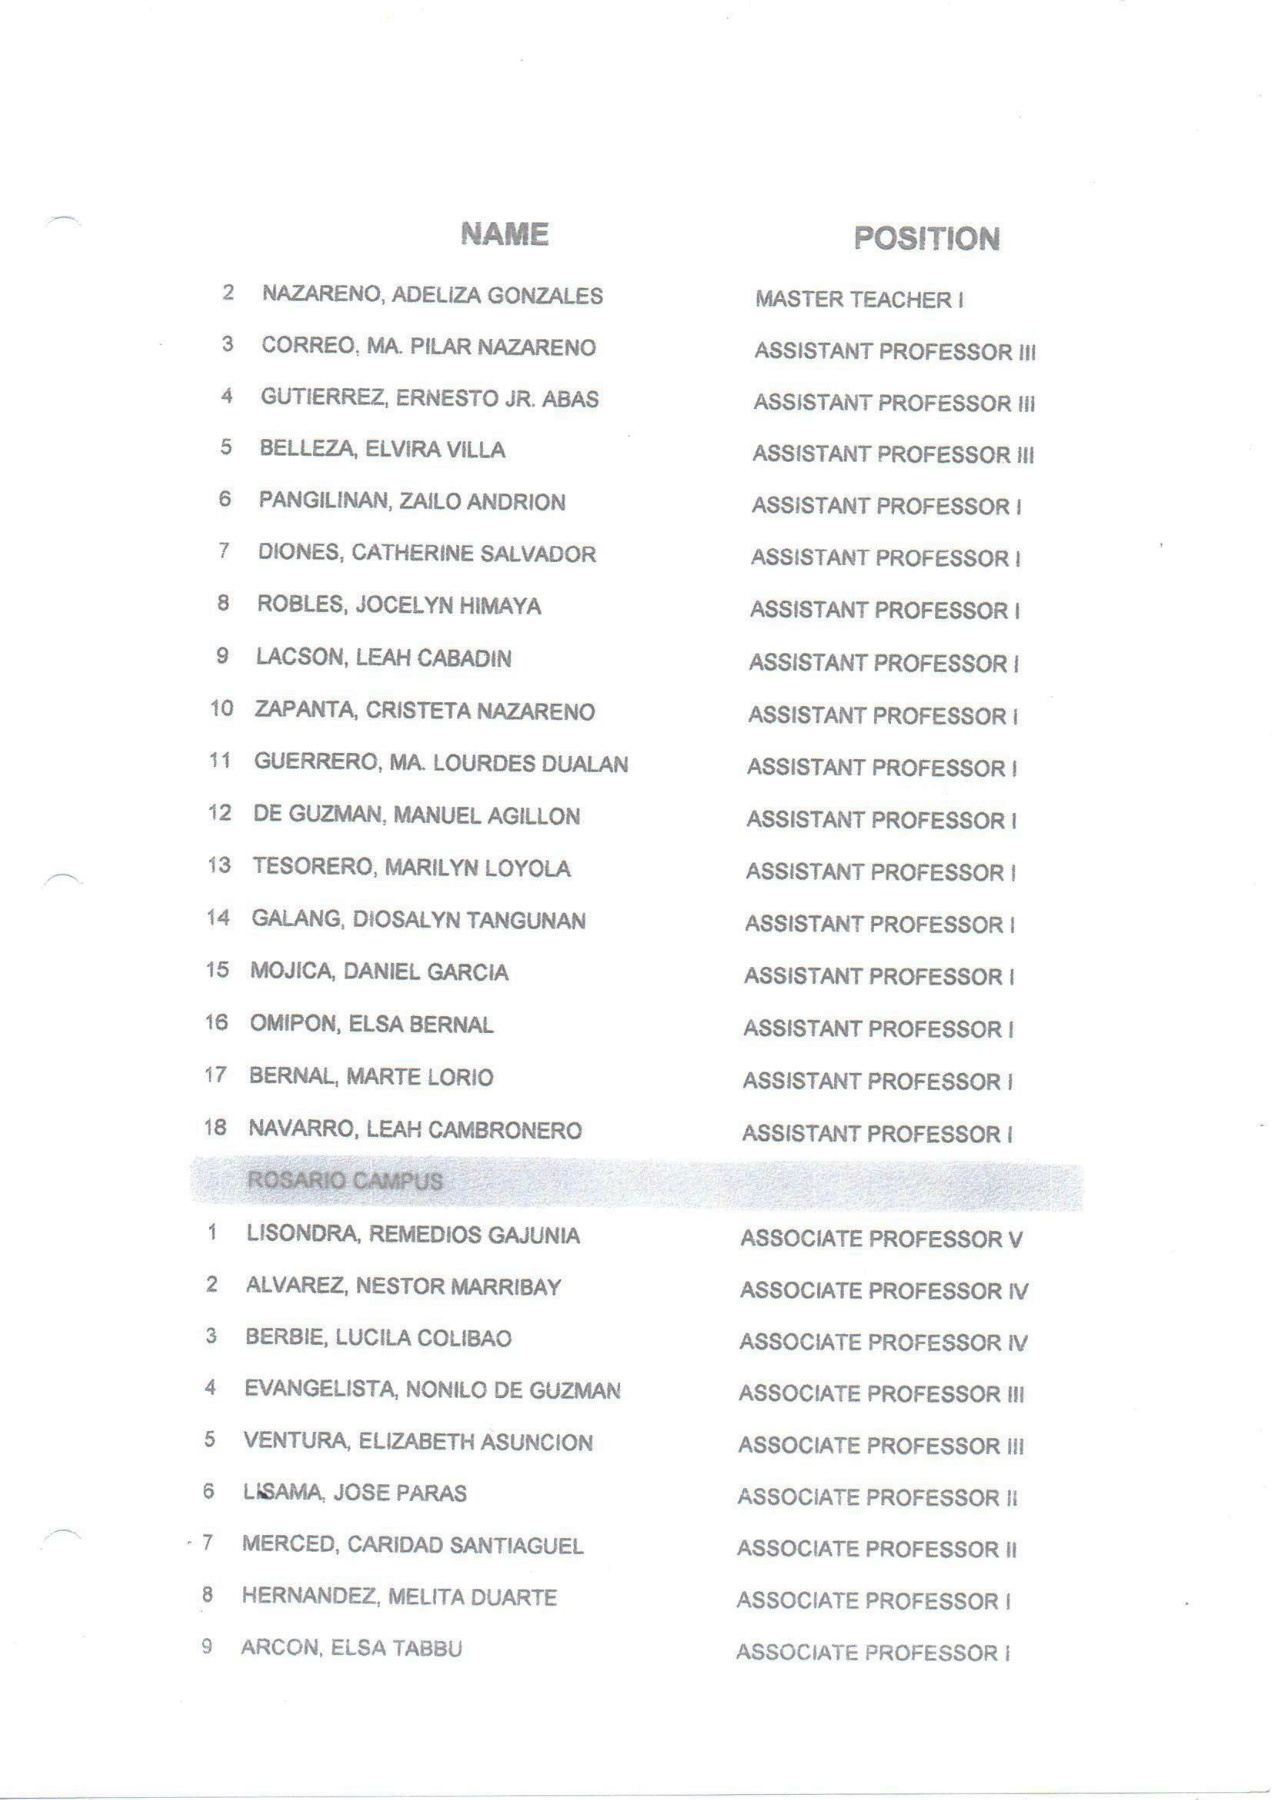 NAME POSITION
2 NAZARENO, ADELIZA GONZALES MASTER TEACHER I
3 CORREO, MA. PILAR NAZARENO ASSISTANT PROFESSOR III
4 GUTIERREZ, ERNESTO JR. ABAS ASSISTANT PROFESSOR III
5 BELLEZA, ELVIRA VILLA ASSISTANT PROFESSOR III
6 PANGILINAN, ZAILO ANDRION ASSISTANT PROFESSOR I
7 DIONES, CATHERINE SALVADOR ASSISTANT PROFESSOR I
8 ROBLES, JOCELYN HIMAYA ASSISTANT PROFESSOR I
9 LACSON, LEAH CABADIN ASSISTANT PROFESSOR I
10 ZAPANTA, CRISTETA NAZARENO ASSISTANT PROFESSOR I
11 GUERRERO, MA. LOURDES DUALAN ASSISTANT PROFESSOR I
12 DE GUZMAN, MANUEL AGILLON ASSISTANT PROFESSOR I
13 TESORERO, MARILYN LOYOLA ASSISTANT PROFESSOR I
14 GALANG, DIOSALYN TANGUNAN ASSISTANT PROFESSOR I
15 MOJICA, DANIEL GARCIA ASSISTANT PROFESSOR I
16 OMIPON, ELSA BERNAL ASSISTANT PROFESSOR I
17 BERNAL, MARTE LORIO ASSISTANT PROFESSOR I
18 NAVARRO, LEAH CAMBRONERO ASSISTANT PROFESSOR I
ROSARIO CAMPUS
1 LISONDRA, REMEDIOS GAJUNIA ASSOCIATE PROFESSOR V
2 ALVAREZ, NESTOR MARRIBAY ASSOCIATE PROFESSOR IV
3 BERBIE, LUCILA COLIBAO ASSOCIATE PROFESSOR IV
4 EVANGELISTA, NONILO DE GUZMAN ASSOCIATE PROFESSOR III
5 VENTURA, ELIZABETH ASUNCION ASSOCIATE PROFESSOR III
6 LISAMA, JOSE PARAS ASSOCIATE PROFESSOR II
7 MERCED, CARIDAD SANTIAGUEL ASSOCIATE PROFESSOR II
8 HERNANDEZ, MELITA DUARTE ASSOCIATE PROFESSOR I
9 ARCON, ELSA TABBU ASSOCIATE PROFESSOR I